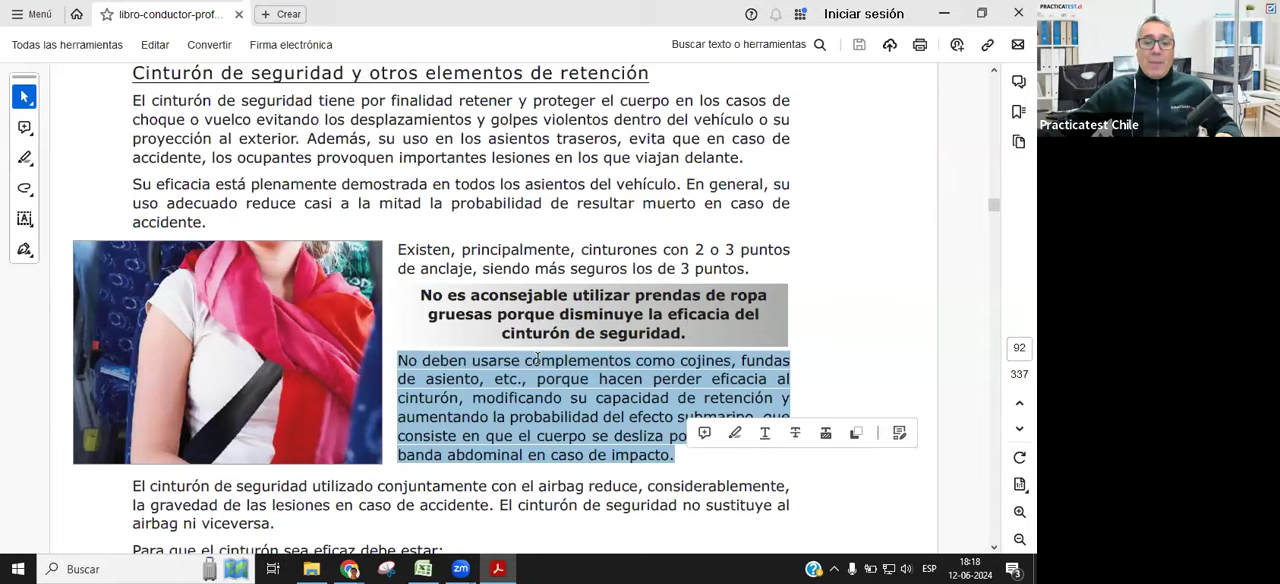 Menú
libro-conductor-prof...
Crear
Iniciar sesión
PRACTICATEST.cl
Todas las herramientas
Editar
Convertir
Firma electrónica
Buscar texto o herramientas
Practicatest Chile
Cinturón de seguridad y otros elementos de retención
El cinturón de seguridad tiene por finalidad retener y proteger el cuerpo en los casos de
choque o vuelco evitando los desplazamientos y golpes violentos dentro del vehículo o su
proyección al exterior. Además, su uso en los asientos traseros, evita que en caso de
accidente, los ocupantes provoquen importantes lesiones en los que viajan delante.
Su eficacia está plenamente demostrada en todos los asientos del vehículo. En general, su
uso adecuado reduce casi a la mitad la probabilidad de resultar muerto en caso de
accidente.
Existen, principalmente, cinturones con 2 o 3 puntos
de anclaje, siendo más seguros los de 3 puntos.
No es aconsejable utilizar prendas de ropa
gruesas porque disminuye la eficacia del
cinturón de seguridad.
No deben usarse complementos como cojines, fundas
de asiento, etc., porque hacen perder eficacia al
cinturón, modificando su capacidad de retención y
aumentando la probabilidad del efecto submarino, que
consiste en que el cuerpo se desliza po
banda abdominal en caso de impacto.
El cinturón de seguridad utilizado conjuntamente con el airbag reduce, considerablemente,
la gravedad de las lesiones en caso de accidente. El cinturón de seguridad no sustituye al
airbag ni viceversa.
Para que el cinturón sea eficaz debe estar:
92
337
Buscar
zm
ESP
18:18
12-06-2024
3